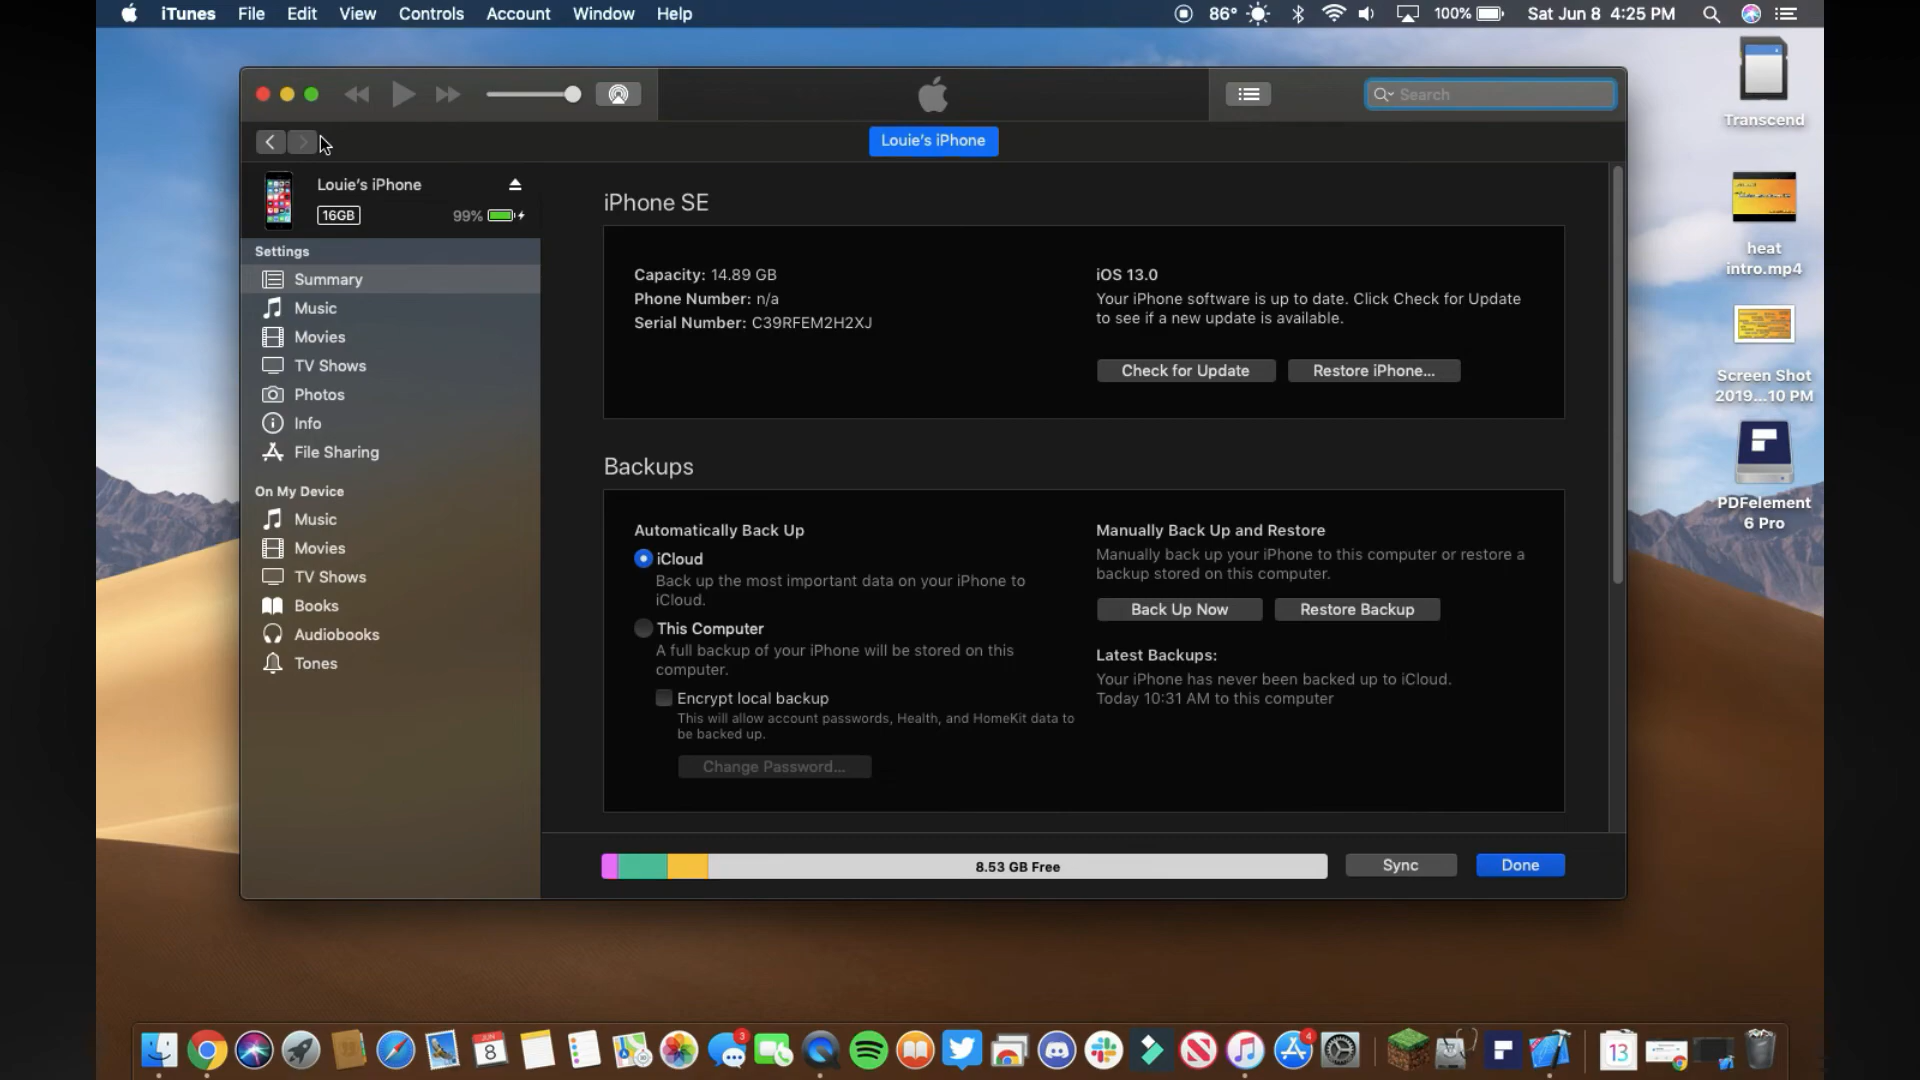 iTunes File Edit View Controls Account Window Help
86° 100% Sat Jun 8 4:25 PM
Search
Louie's iPhone
Louie's iPhone
16GB
99%
Settings
Summary
Music
Movies
TV Shows
Photos
Info
File Sharing
On My Device
Music
Movies
TV Shows
Books
Audiobooks
Tones
iPhone SE
Capacity: 14.89 GB
Phone Number: n/a
Serial Number: C39RFEM2H2XJ
iOS 13.0
Your iPhone software is up to date. Click Check for Update
to see if a new update is available.
Check for Update
Restore iPhone...
Backups
Automatically Back Up
iCloud
Back up the most important data on your iPhone to
iCloud.
This Computer
A full backup of your iPhone will be stored on this
computer.
Encrypt local backup
This will allow account passwords, Health, and HomeKit data to
be backed up.
Change Password...
Manually Back Up and Restore
Manually back up your iPhone to this computer or restore a
backup stored on this computer.
Back Up Now
Restore Backup
Latest Backups:
Your iPhone has never been backed up to iCloud.
Today 10:31 AM to this computer
8.53 GB Free
Sync
Done
Transcend
heat
intro.mp4
Screen Shot
2019...10 PM
PDFelement
6 Pro
8
3
4
13